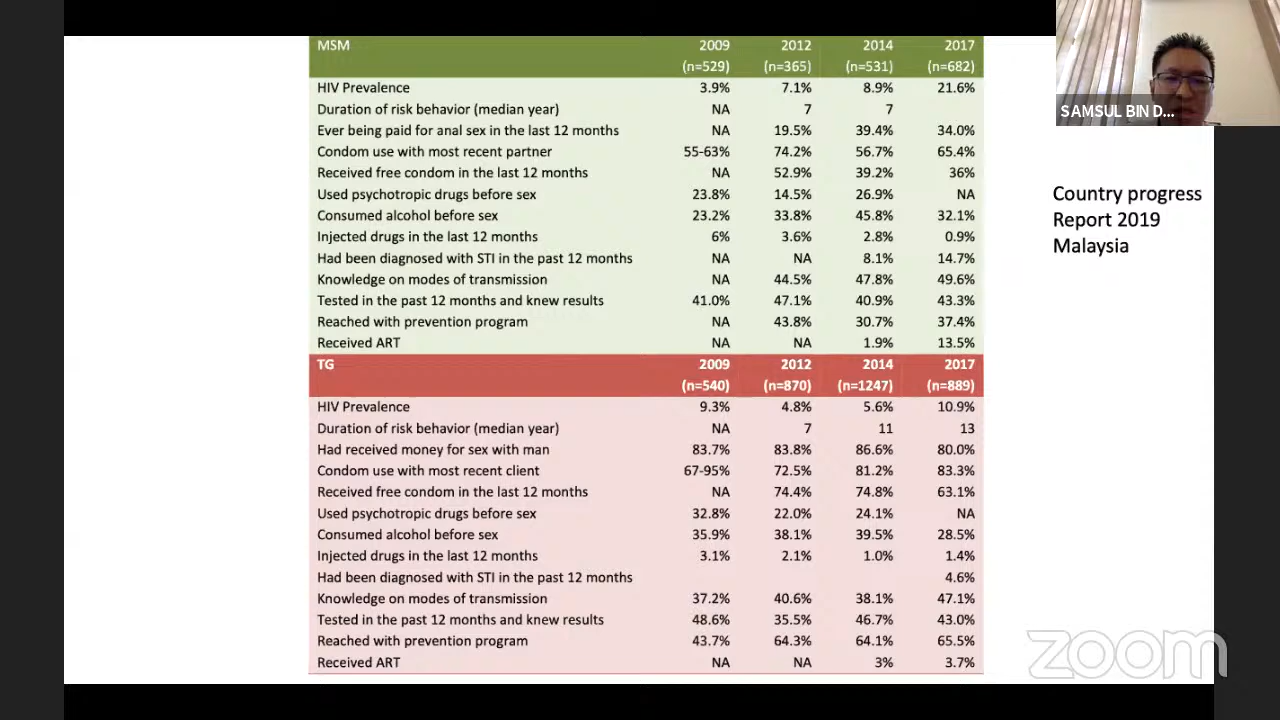 MSM 2009 2012 2014 2017
(n=529) (n=365) (n=531) (n=682)
HIV Prevalence 3.9% 7.1% 8.9% 21.6%
Duration of risk behavior (median year) NA 7 7
Ever being paid for anal sex in the last 12 months NA 19.5% 39.4% 34.0%
Condom use with most recent partner 55-63% 74.2% 56.7% 65.4%
Received free condom in the last 12 months NA 52.9% 39.2% 36%
Used psychotropic drugs before sex 23.8% 14.5% 26.9% NA
Consumed alcohol before sex 23.2% 33.8% 45.8% 32.1%
Injected drugs in the last 12 months 6% 3.6% 2.8% 0.9%
Had been diagnosed with STI in the past 12 months NA NA 8.1% 14.7%
Knowledge on modes of transmission NA 44.5% 47.8% 49.6%
Tested in the past 12 months and knew results 41.0% 47.1% 40.9% 43.3%
Reached with prevention program NA 43.8% 30.7% 37.4%
Received ART NA NA 1.9% 13.5%
TG 2009 2012 2014 2017
(n=540) (n=870) (n=1247) (n=889)
HIV Prevalence 9.3% 4.8% 5.6% 10.9%
Duration of risk behavior (median year) NA 7 11 13
Had received money for sex with man 83.7% 83.8% 86.6% 80.0%
Condom use with most recent client 67-95% 72.5% 81.2% 83.3%
Received free condom in the last 12 months NA 74.4% 74.8% 63.1%
Used psychotropic drugs before sex 32.8% 22.0% 24.1% NA
Consumed alcohol before sex 35.9% 38.1% 39.5% 28.5%
Injected drugs in the last 12 months 3.1% 2.1% 1.0% 1.4%
Had been diagnosed with STI in the past 12 months 4.6%
Knowledge on modes of transmission 37.2% 40.6% 38.1% 47.1%
Tested in the past 12 months and knew results 48.6% 35.5% 46.7% 43.0%
Reached with prevention program 43.7% 64.3% 64.1% 65.5%
Received ART NA NA 3% 3.7%
SAMSUL BIN D...
Country progress
Report 2019
Malaysia
zoom